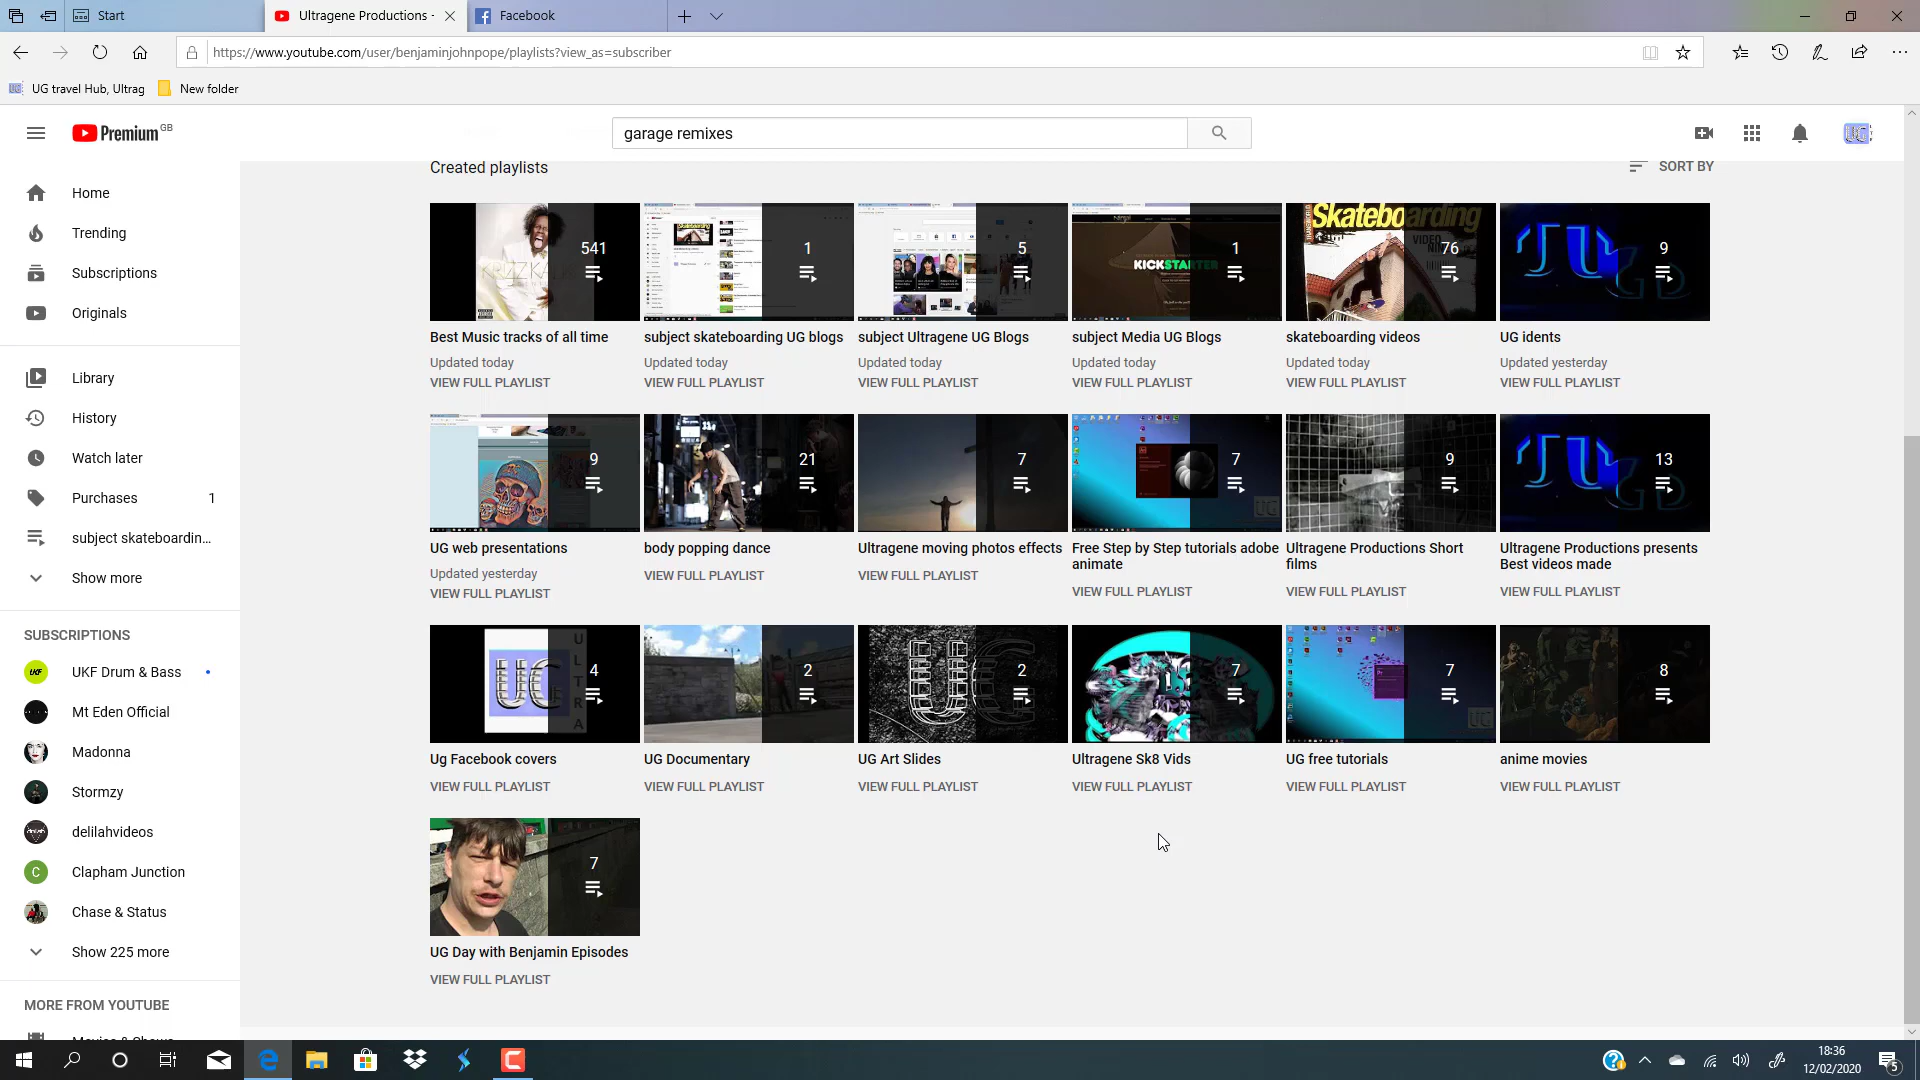 Start
Ultragene Productions -
Facebook
https://www.youtube.com/user/benjaminjohnpope/playlists?view_as=subscriber
UG travel Hub, Ultrag
New folder
Premium GB
garage remixes
Created playlists
SORT BY
Home
Trending
Subscriptions
Originals
Library
History
Watch later
Purchases 1
subject skateboardin...
Show more
SUBSCRIPTIONS
UKF Drum & Bass
Mt Eden Official
Madonna
Stormzy
delilahvideos
C Clapham Junction
Chase & Status
Show 225 more
MORE FROM YOUTUBE
541
1
5
KICKSTARTER
1
Skateboarding
76
9
Best Music tracks of all time
subject skateboarding UG blogs
subject Ultragene UG Blogs
subject Media UG Blogs
skateboarding videos
UG idents
Updated today
Updated today
Updated today
Updated today
Updated today
Updated yesterday
VIEW FULL PLAYLIST
VIEW FULL PLAYLIST
VIEW FULL PLAYLIST
VIEW FULL PLAYLIST
VIEW FULL PLAYLIST
VIEW FULL PLAYLIST
9
21
7
7
9
13
UG web presentations
body popping dance
Ultragene moving photos effects
Free Step by Step tutorials adobe
animate
Ultragene Productions Short
films
Ultragene Productions presents
Best videos made
Updated yesterday
VIEW FULL PLAYLIST
VIEW FULL PLAYLIST
VIEW FULL PLAYLIST
VIEW FULL PLAYLIST
VIEW FULL PLAYLIST
VIEW FULL PLAYLIST
4
2
2
7
7
8
Ug Facebook covers
UG Documentary
UG Art Slides
Ultragene Sk8 Vids
UG free tutorials
anime movies
VIEW FULL PLAYLIST
VIEW FULL PLAYLIST
VIEW FULL PLAYLIST
VIEW FULL PLAYLIST
VIEW FULL PLAYLIST
VIEW FULL PLAYLIST
7
UG Day with Benjamin Episodes
VIEW FULL PLAYLIST
18:36
12/02/2020
5